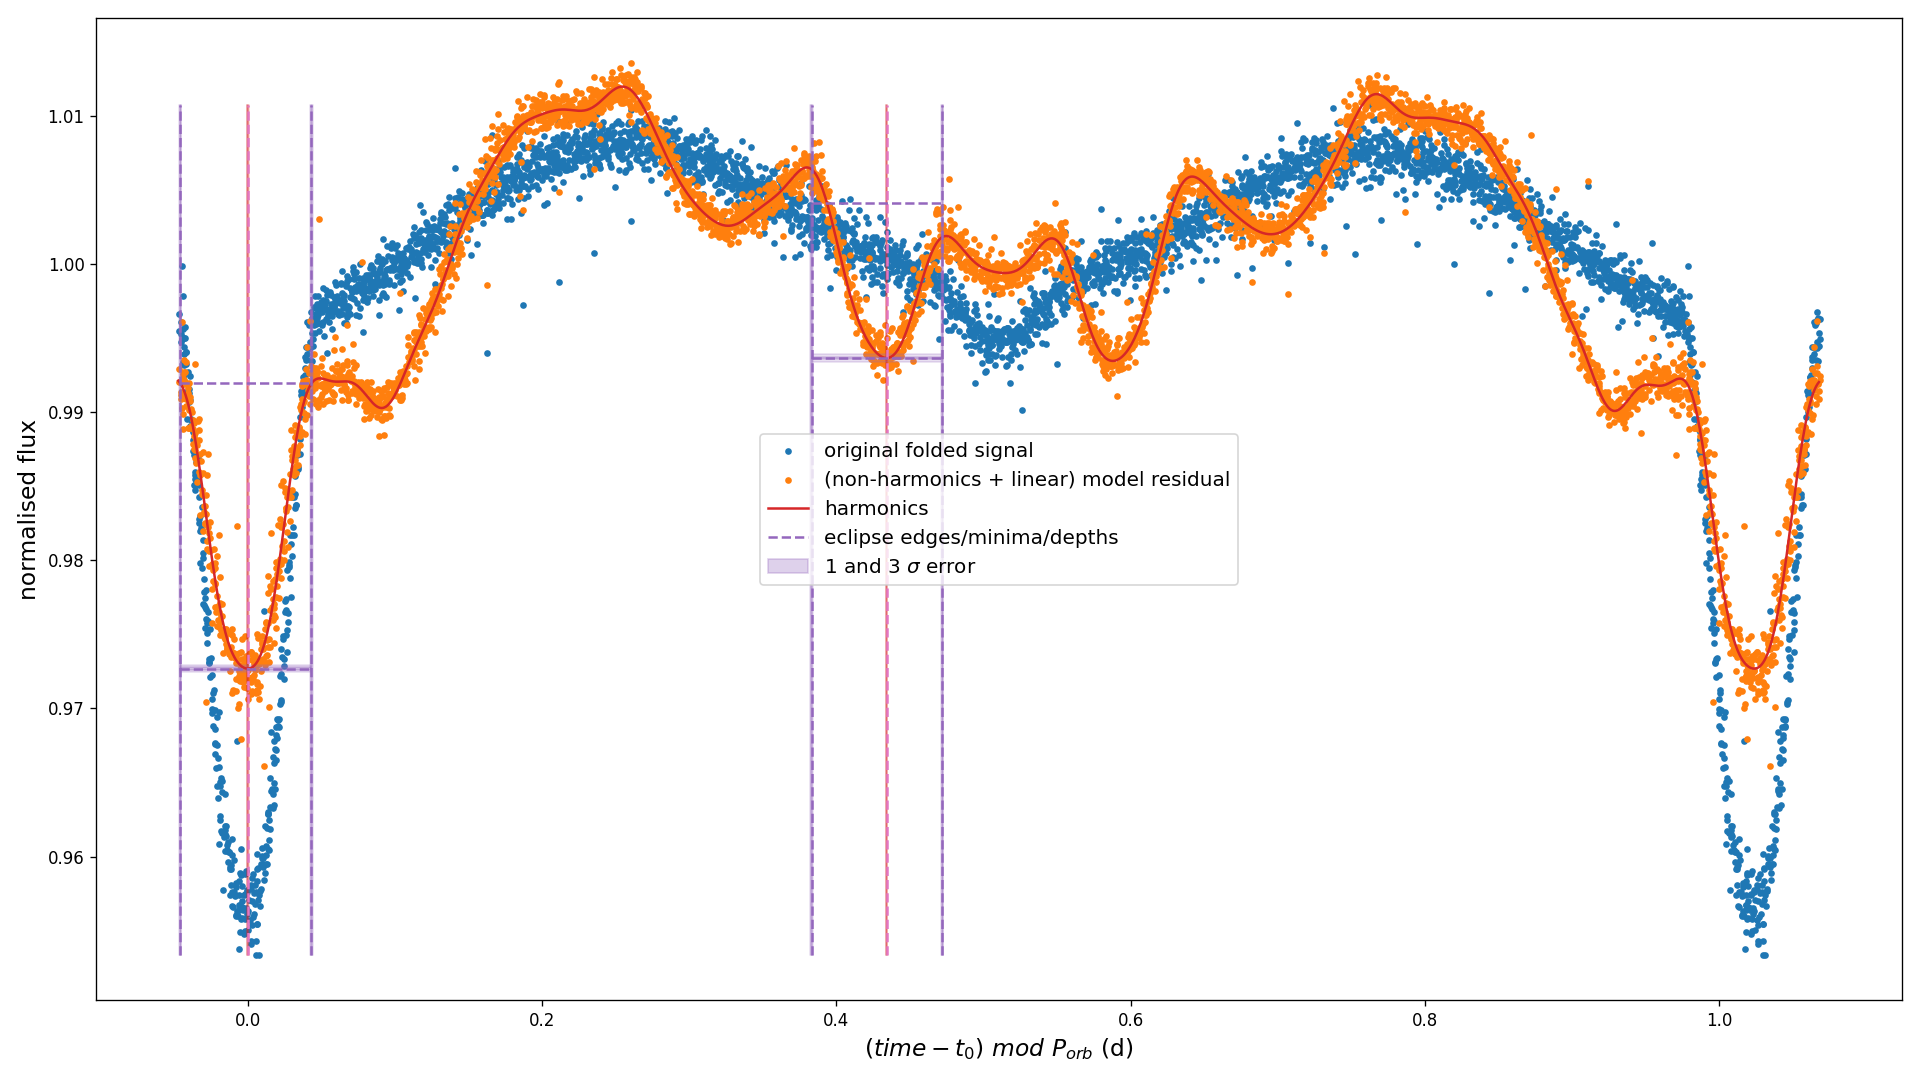 1.01
1.00
0.99
0.98
0.97
0.96
normalised flux
original folded signal
(non-harmonics + linear) model residual
harmonics
eclipse edges/minima/depths
1 and 3 σ error
0.0 0.2 0.4 0.6 0.8 1.0
(time − t₀) mod P_orb (d)